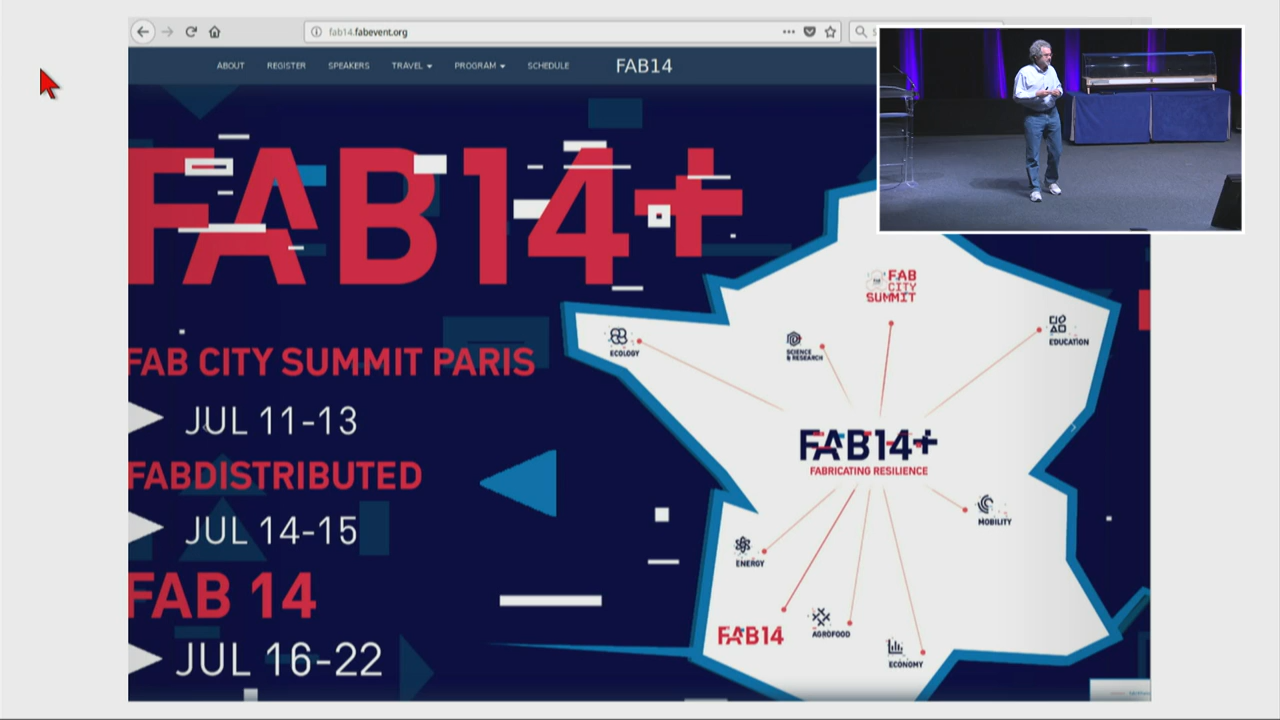 fab14.fabevent.org
ABOUT REGISTER SPEAKERS TRAVEL PROGRAM SCHEDULE FAB14
FAB14+
FAB CITY SUMMIT PARIS
JUL 11-13
FABDISTRIBUTED
JUL 14-15
FAB 14
JUL 16-22
FAB
CITY
SUMMIT
ECOLOGY
SCIENCE
& RESEARCH
EDUCATION
FAB14+
FABRICATING RESILIENCE
MOBILITY
ENERGY
FAB14
AGROFOOD
ECONOMY